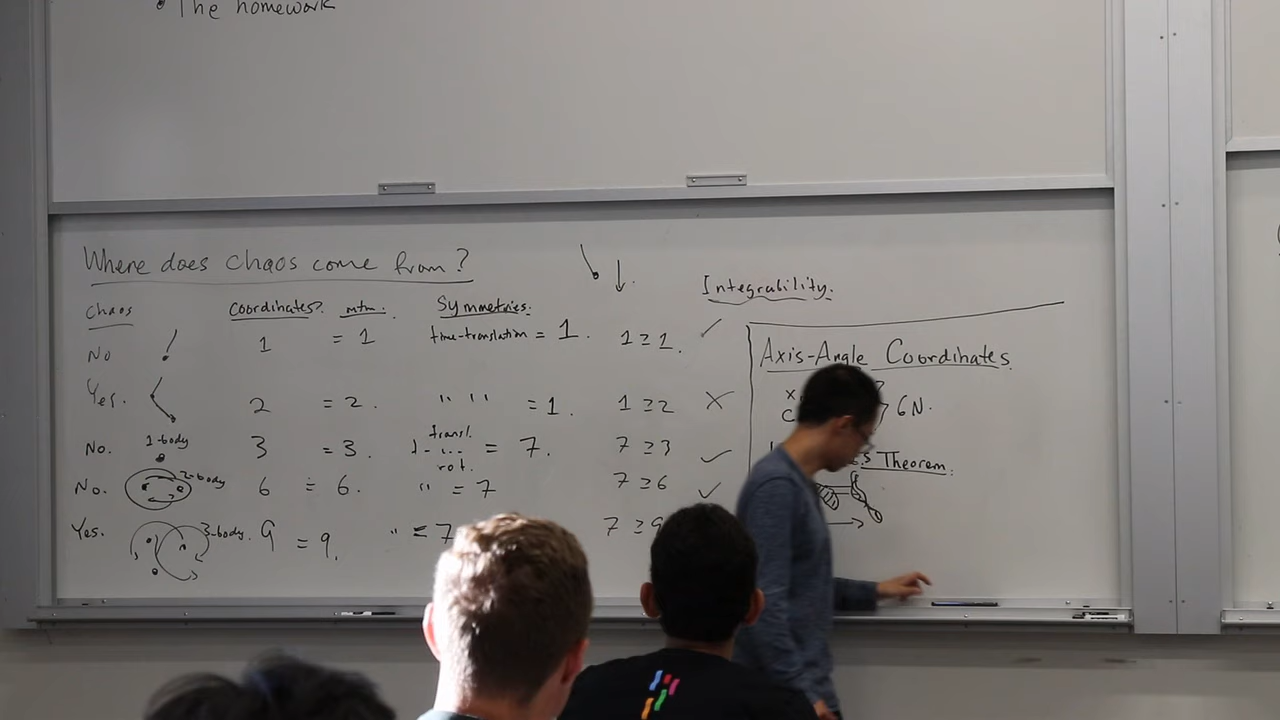 • The homework
Where does chaos come from?
Chaos Coordinates? mtm. Symmetries.
No 1 = 1 time-translation = 1. 1 ≥ 1. ✓
Yes. 2 = 2. " " = 1. 1 ≥ 2 ✗
No. 1-body 3 = 3. transl. rot. = 7. 7 ≥ 3 ✓
No. 2-body 6 = 6. " = 7 7 ≥ 6 ✓
Yes. 3-body. 9 = 9. " = 7 7 ≥ 9
Integrability.
Axis-Angle Coordinates.
x
6N.
Theorem.